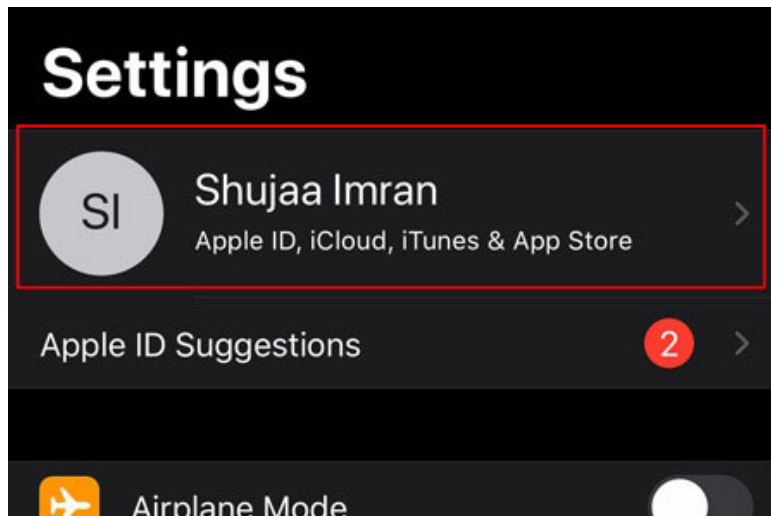 Settings
SI
Shujaa Imran
Apple ID, iCloud, iTunes & App Store
Apple ID Suggestions
2
Airplane Mode